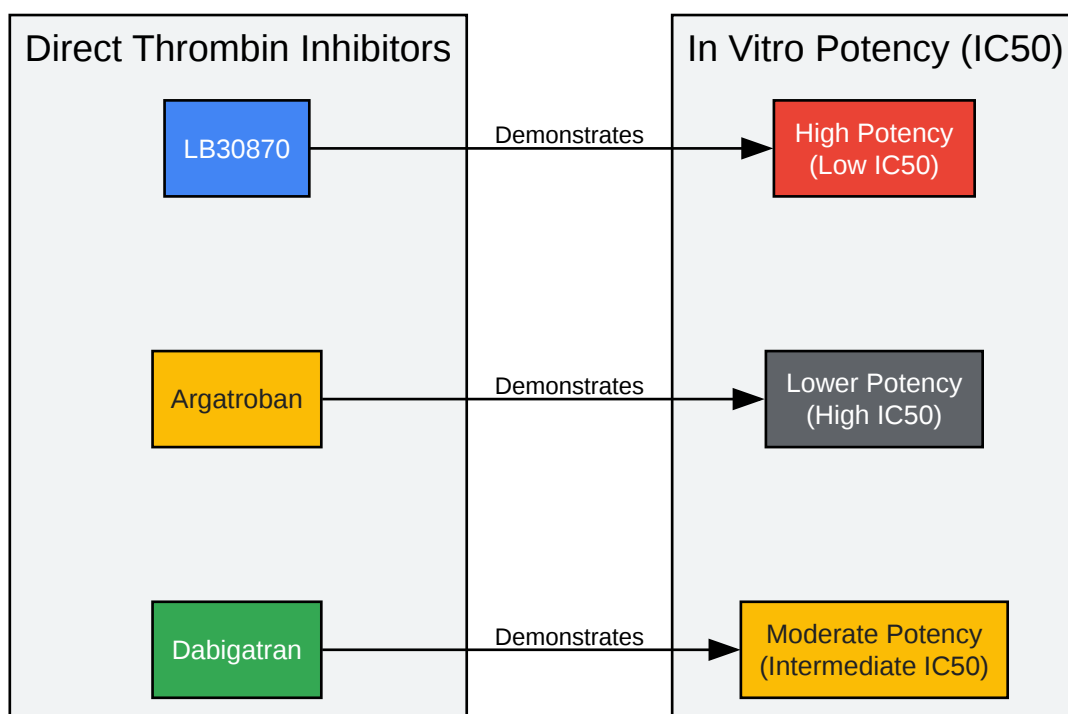 Direct Thrombin Inhibitors
In Vitro Potency (IC50)
LB30870
Demonstrates
High Potency
(Low IC50)
Argatroban
Demonstrates
Lower Potency
(High IC50)
Dabigatran
Demonstrates
Moderate Potency
(Intermediate IC50)